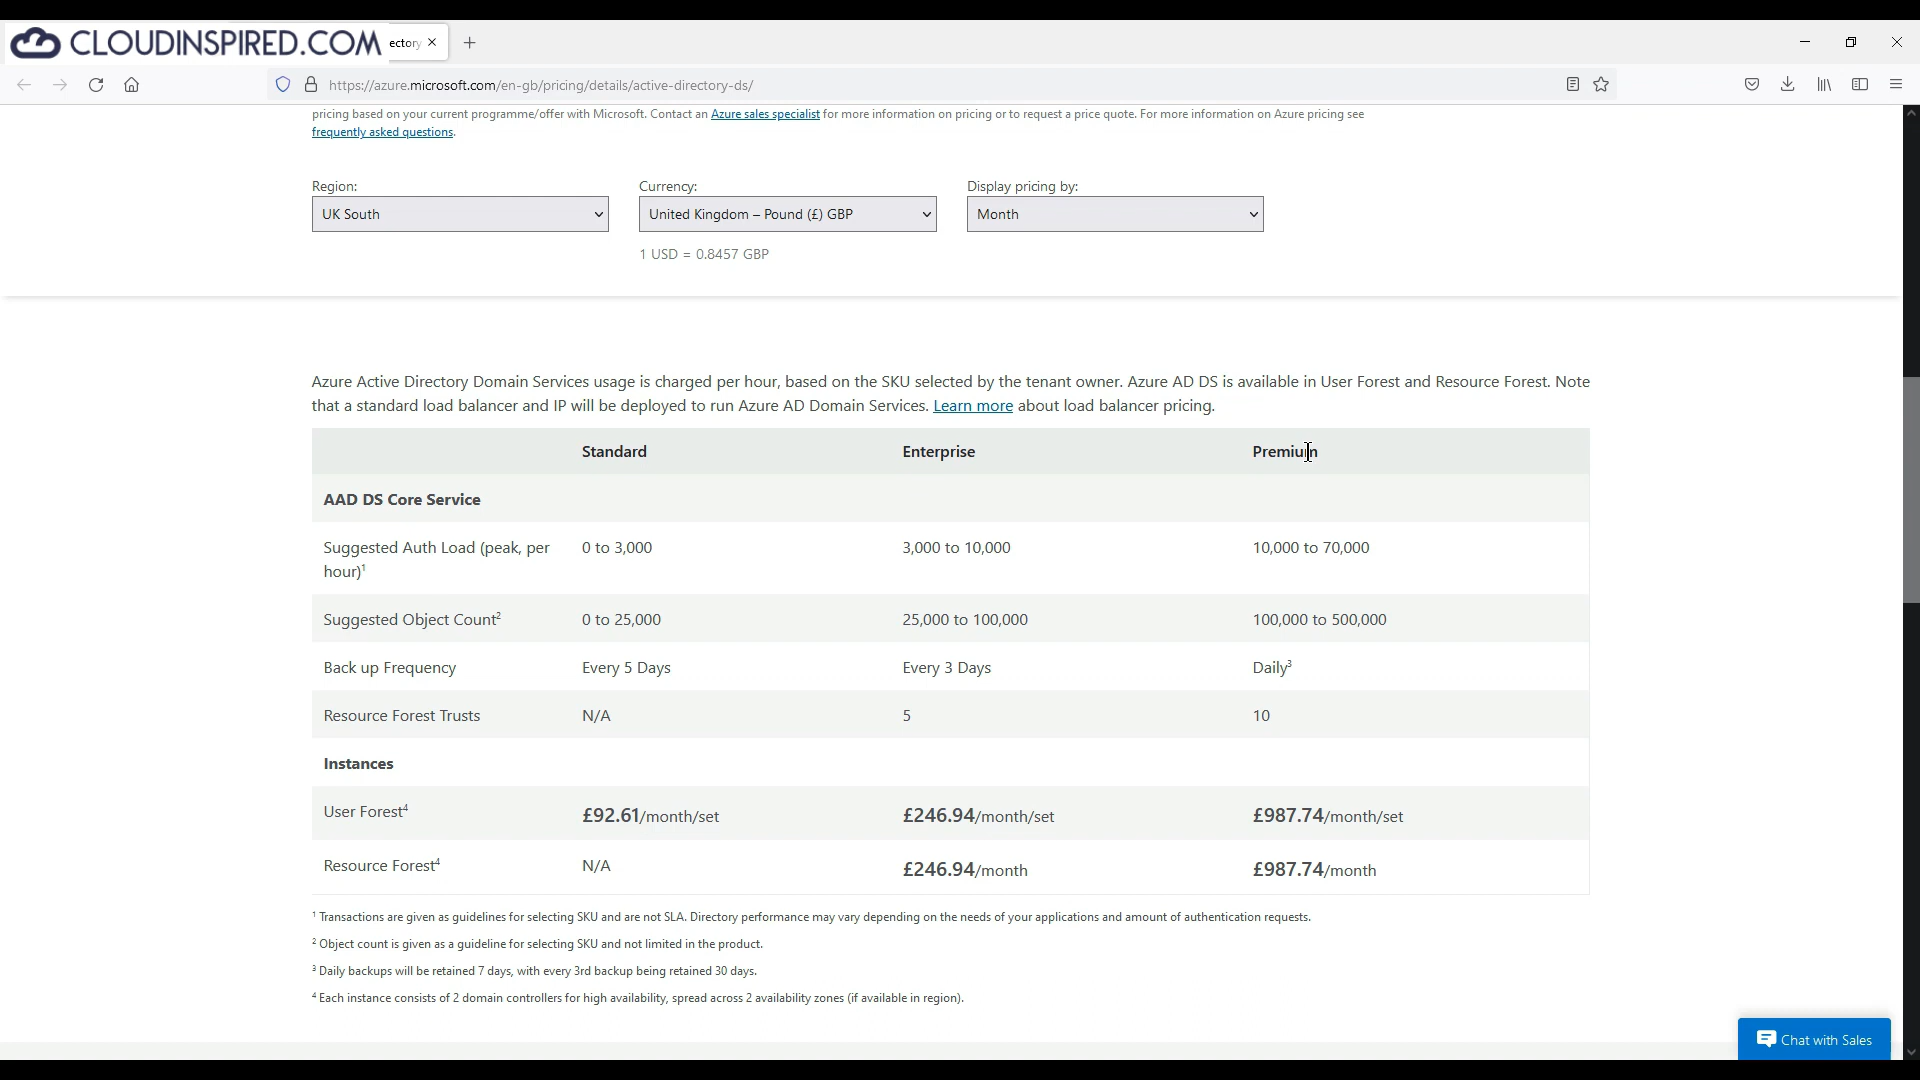 CLOUDINSPIRED.COM
ectory
https://azure.microsoft.com/en-gb/pricing/details/active-directory-ds/
pricing based on your current programme/offer with Microsoft. Contact an Azure sales specialist for more information on pricing or to request a price quote. For more information on Azure pricing see
frequently asked questions.
Region: Currency: Display pricing by:
UK South United Kingdom – Pound (£) GBP Month
1 USD = 0.8457 GBP
Azure Active Directory Domain Services usage is charged per hour, based on the SKU selected by the tenant owner. Azure AD DS is available in User Forest and Resource Forest. Note
that a standard load balancer and IP will be deployed to run Azure AD Domain Services. Learn more about load balancer pricing.
Standard Enterprise Premium
AAD DS Core Service
Suggested Auth Load (peak, per 0 to 3,000 3,000 to 10,000 10,000 to 70,000
hour)¹
Suggested Object Count² 0 to 25,000 25,000 to 100,000 100,000 to 500,000
Back up Frequency Every 5 Days Every 3 Days Daily³
Resource Forest Trusts N/A 5 10
Instances
User Forest⁴ £92.61/month/set £246.94/month/set £987.74/month/set
Resource Forest⁴ N/A £246.94/month £987.74/month
¹ Transactions are given as guidelines for selecting SKU and are not SLA. Directory performance may vary depending on the needs of your applications and amount of authentication requests.
² Object count is given as a guideline for selecting SKU and not limited in the product.
³ Daily backups will be retained 7 days, with every 3rd backup being retained 30 days.
⁴ Each instance consists of 2 domain controllers for high availability, spread across 2 availability zones (if available in region).
Chat with Sales